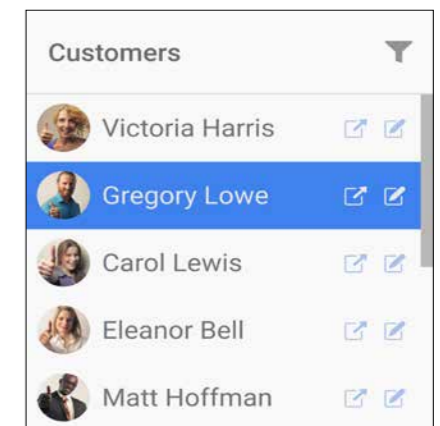 Customers
Victoria Harris
Gregory Lowe
Carol Lewis
Eleanor Bell
Matt Hoffman